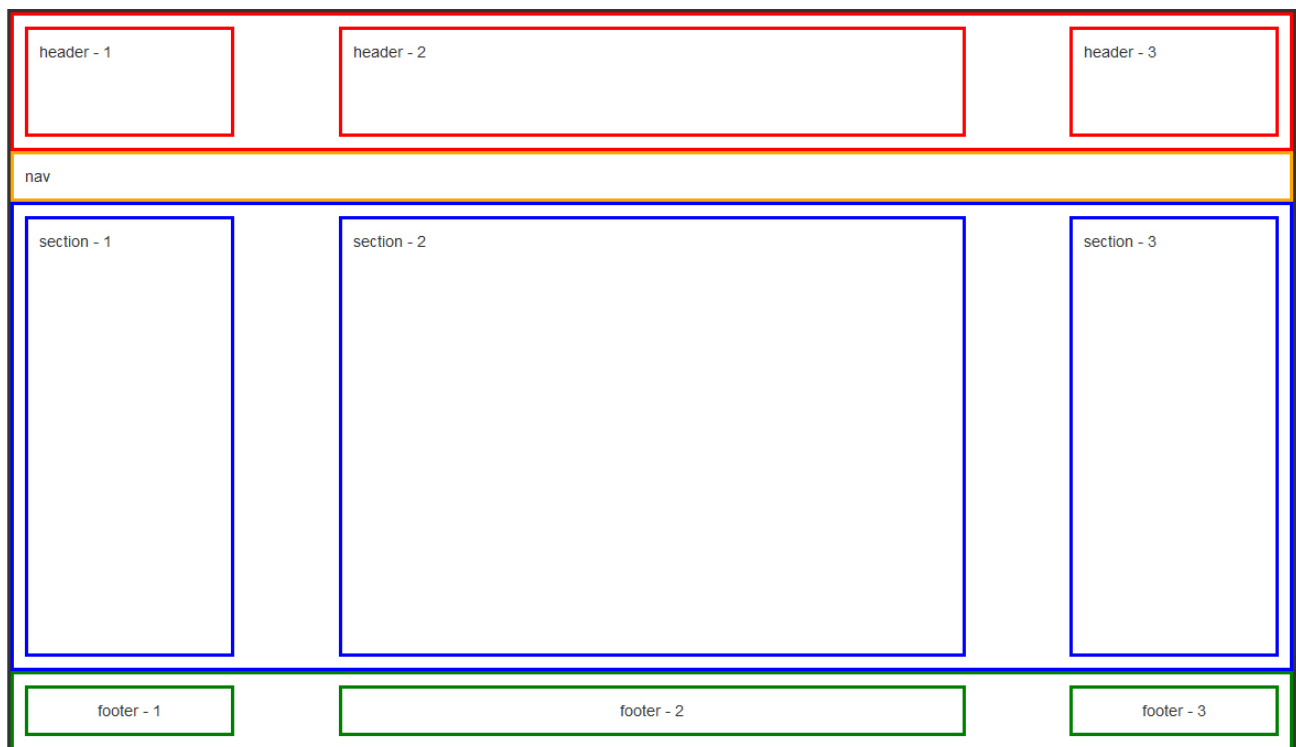 header - 1
header - 2
header - 3
nav
section - 1
section - 2
section - 3
footer - 1
footer - 2
footer - 3